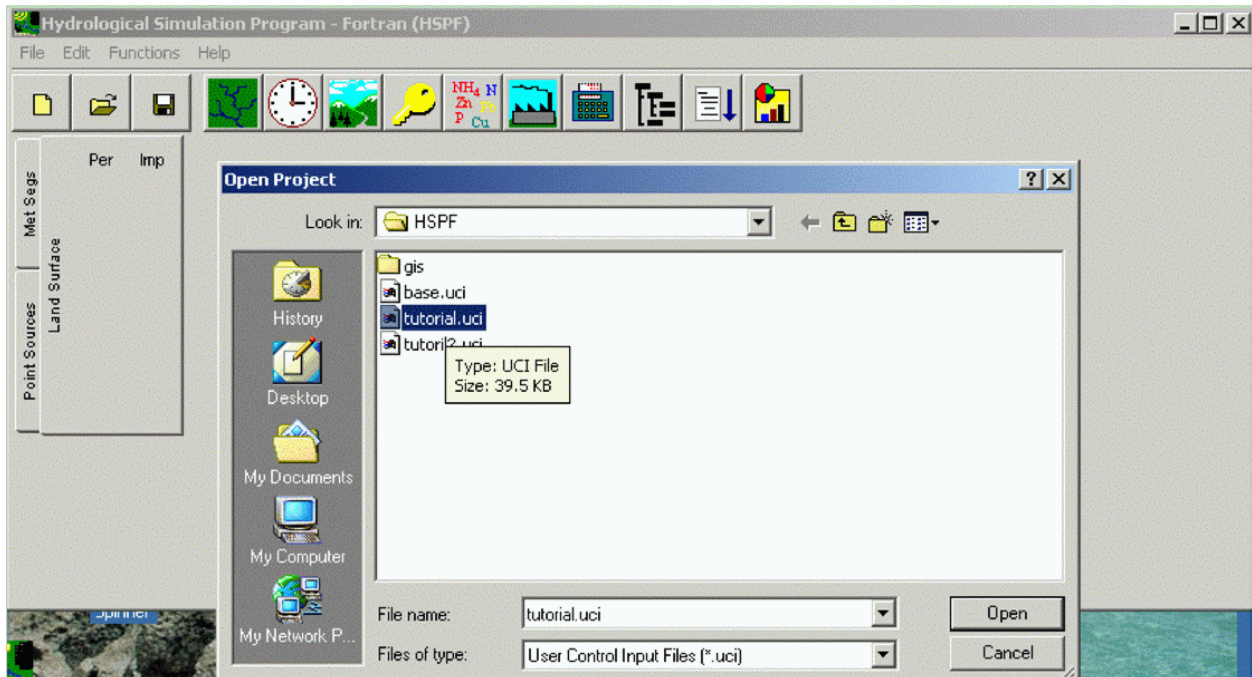 Hydrological Simulation Program - Fortran (HSPF)
File Edit Functions Help
NH4 N
Zn Pb
P Cu
Per Imp
Met Segs
Point Sources
Land Surface
Open Project
Look in: HSPF
gis
base.uci
tutorial.uci
Type: UCI File
Size: 39.5 KB
History
Desktop
My Documents
My Computer
My Network P...
File name: tutorial.uci Open
Files of type: User Control Input Files (*.uci) Cancel